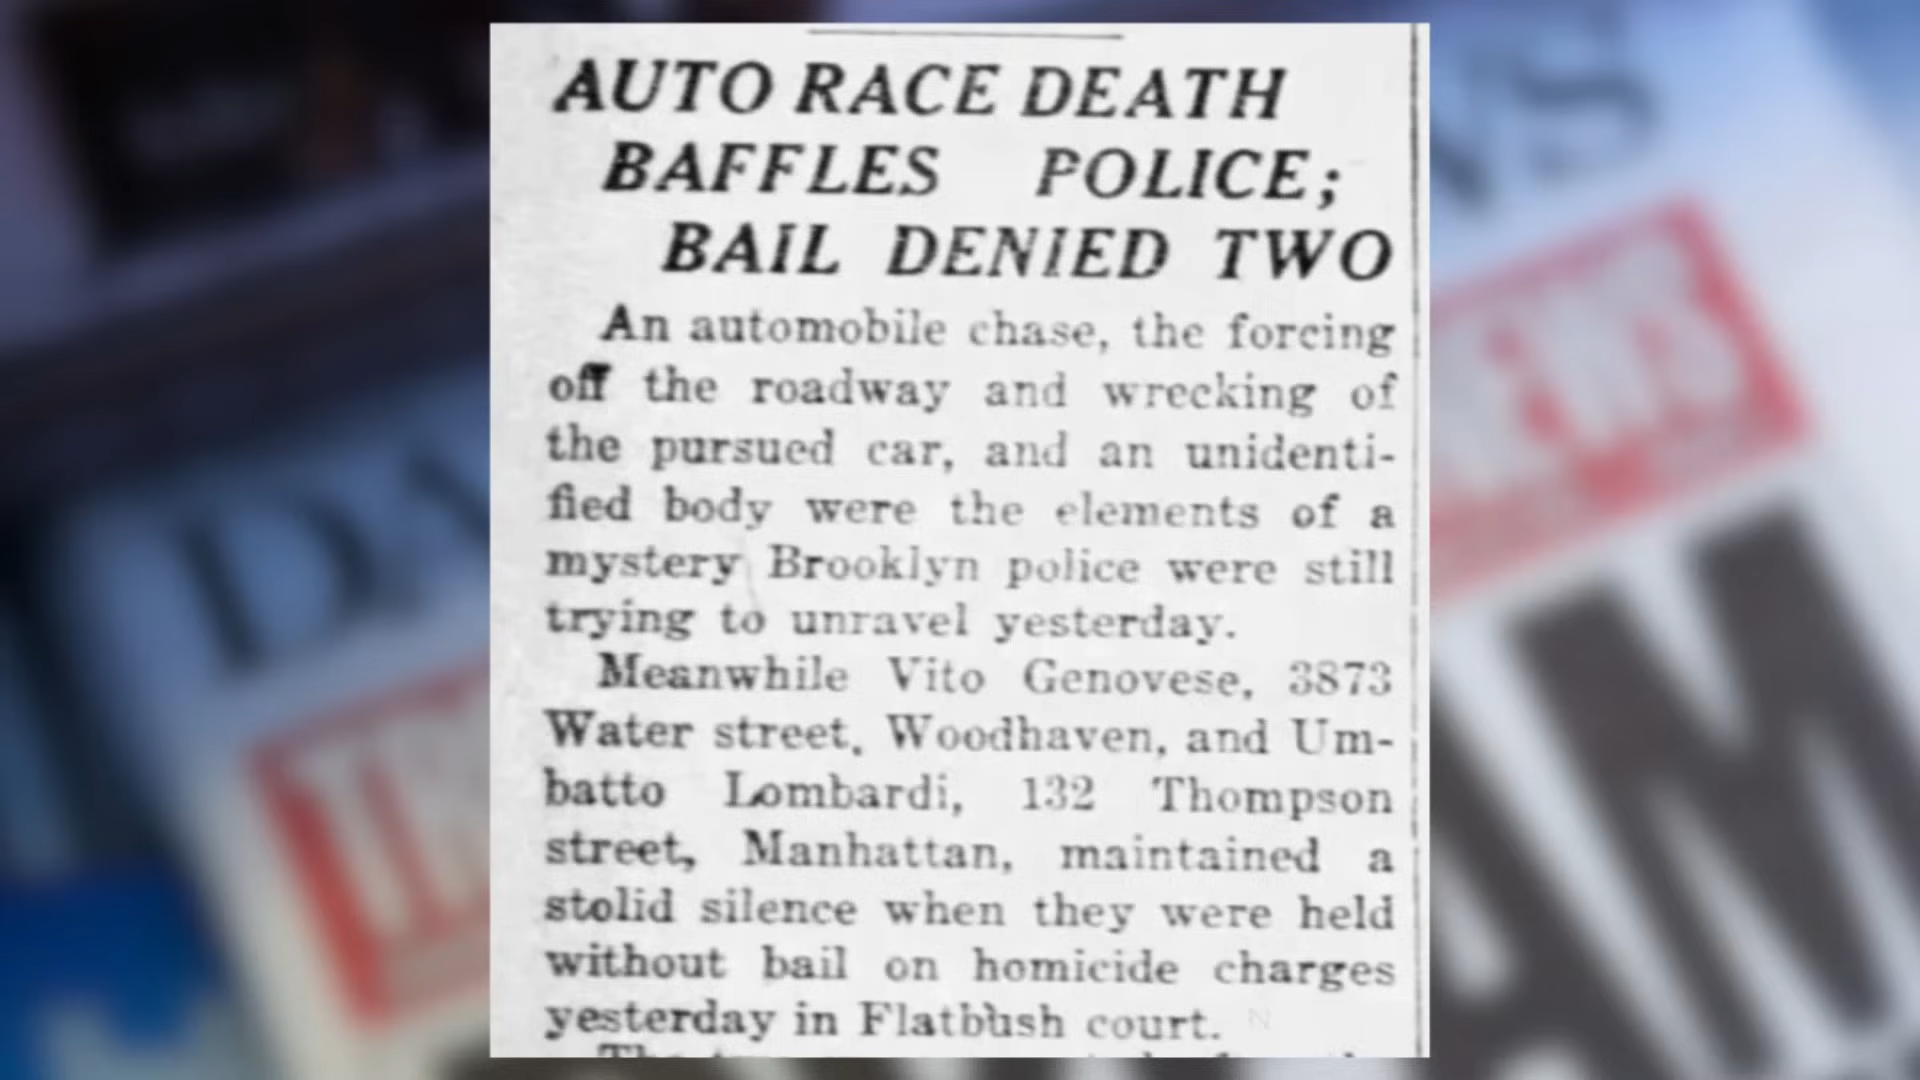 AUTO RACE DEATH
BAFFLES POLICE;
BAIL DENIED TWO
An automobile chase, the forcing
off the roadway and wrecking of
the pursued car, and an unidenti-
fied body were the elements of a
mystery Brooklyn police were still
trying to unravel yesterday.
Meanwhile Vito Genovese, 3873
Water street, Woodhaven, and Um-
batto Lombardi, 132 Thompson
street, Manhattan, maintained a
stolid silence when they were held
without bail on homicide charges
yesterday in Flatbush court.